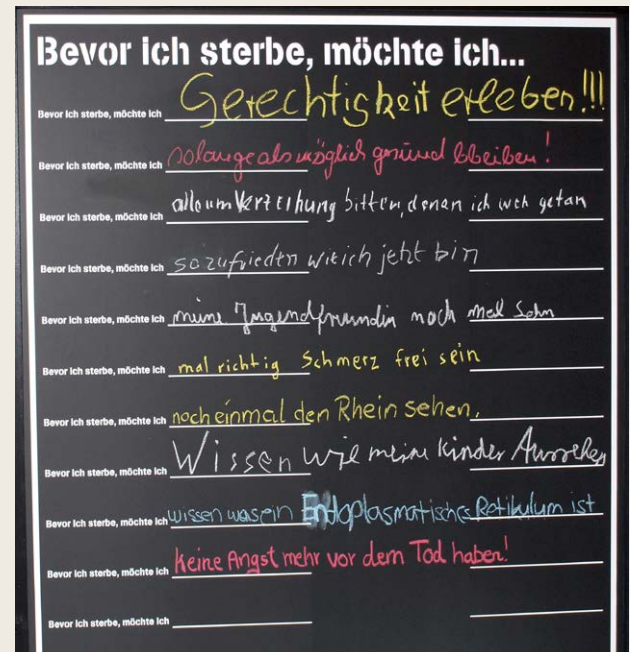 Bevor ich sterbe, möchte ich...
Bevor ich sterbe, möchte ich Gerechtigkeit erleben!!!
Bevor ich sterbe, möchte ich solange als möglich gesund bleiben!
Bevor ich sterbe, möchte ich alle um Verzeihung bitten, denen ich weh getan
Bevor ich sterbe, möchte ich so zufrieden wie ich jetzt bin
Bevor ich sterbe, möchte ich meine Jugendfreundin noch mal Sehn
Bevor ich sterbe, möchte ich mal richtig Schmerz frei sein
Bevor ich sterbe, möchte ich noch einmal den Rhein sehen.
Bevor ich sterbe, möchte ich Wissen wie meine Kinder Aussehen
Bevor ich sterbe, möchte ich wissen was ein Endoplasmatisches Retikulum ist
Bevor ich sterbe, möchte ich keine Angst mehr vor dem Tod haben!
Bevor ich sterbe, möchte ich